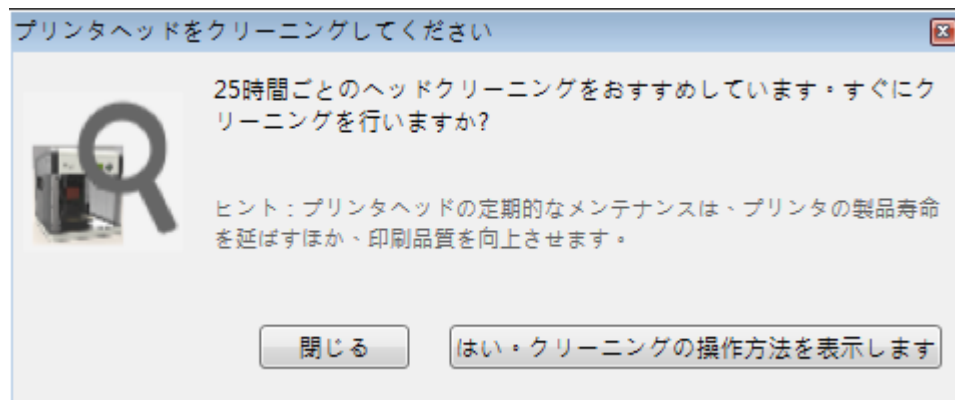 プリンタヘッドをクリーニングしてください
25時間ごとのヘッドクリーニングをおすすめしています。すぐにク
リーニングを行いますか?
ヒント：プリンタヘッドの定期的なメンテナンスは、プリンタの製品寿命
を延ばすほか、印刷品質を向上させます。
閉じる
はい。クリーニングの操作方法を表示します